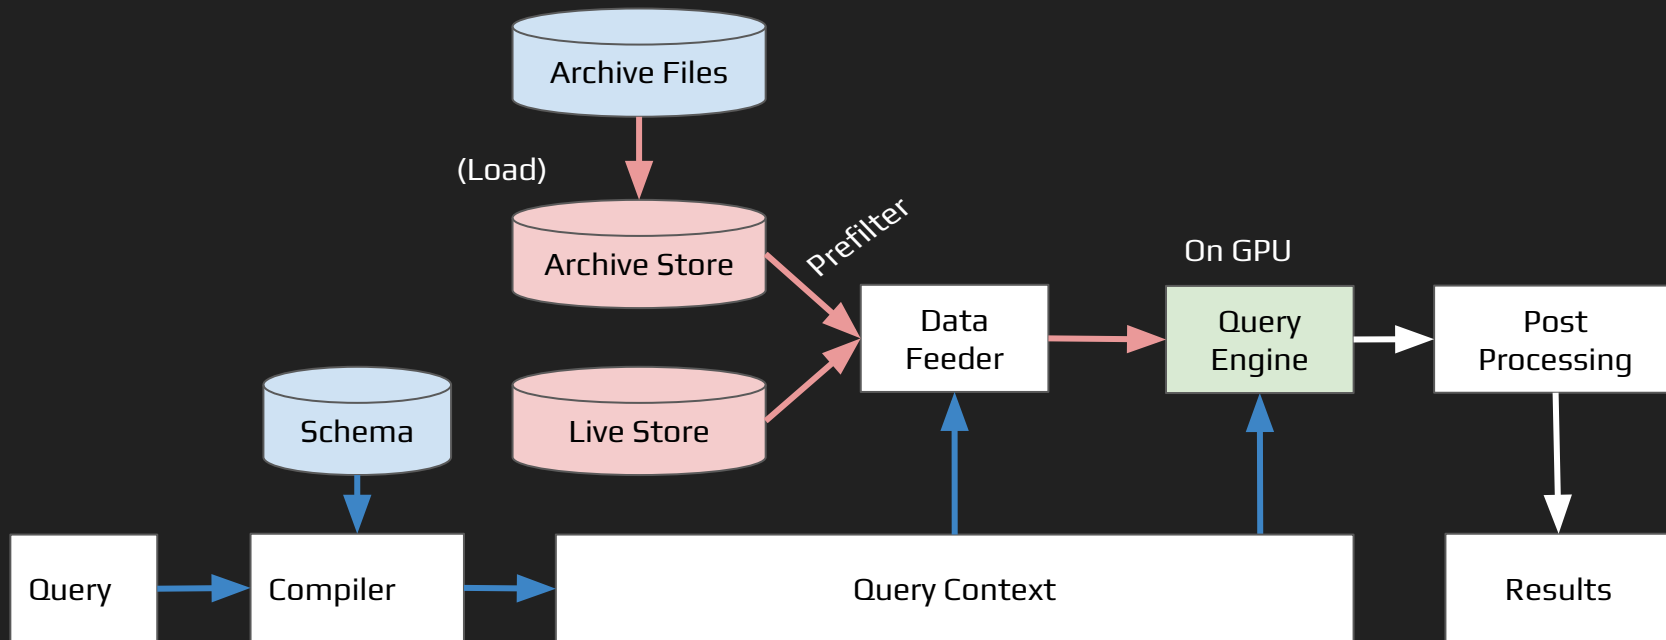 Archive Files
(Load)
Archive Store
Prefilter
On GPU
Data
Feeder
Query
Engine
Post
Processing
Schema
Live Store
Query
Compiler
Query Context
Results